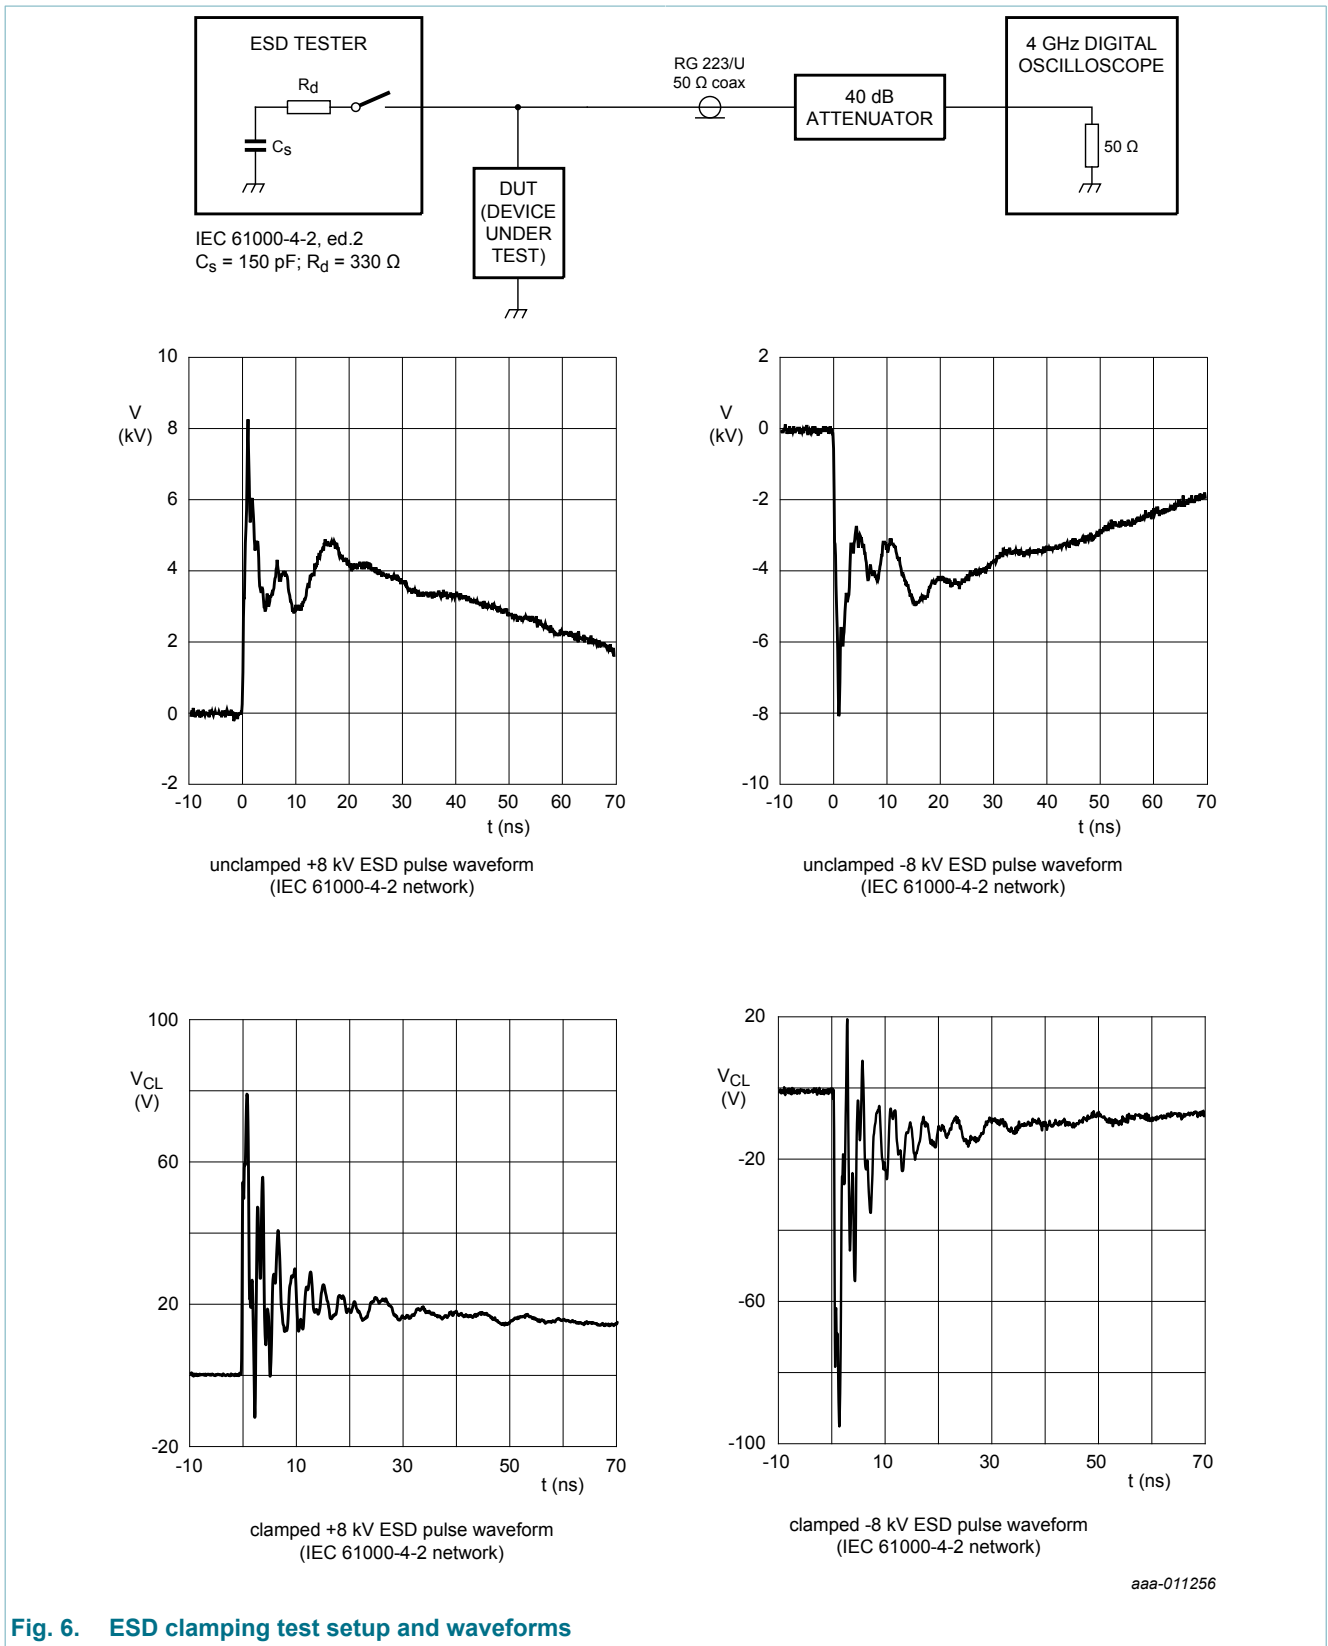 ESD TESTER
Rd
Cs
IEC 61000-4-2, ed.2
Cs = 150 pF; Rd = 330 Ω
DUT
(DEVICE
UNDER
TEST)
RG 223/U
50 Ω coax
40 dB
ATTENUATOR
4 GHz DIGITAL
OSCILLOSCOPE
50 Ω
10
8
6
4
2
0
-2
V
(kV)
-10 0 10 20 30 40 50 60 70
t (ns)
unclamped +8 kV ESD pulse waveform
(IEC 61000-4-2 network)
2
0
-2
-4
-6
-8
-10
V
(kV)
-10 0 10 20 30 40 50 60 70
t (ns)
unclamped -8 kV ESD pulse waveform
(IEC 61000-4-2 network)
100
60
20
-20
VCL
(V)
-10 10 30 50 70
t (ns)
clamped +8 kV ESD pulse waveform
(IEC 61000-4-2 network)
20
-20
-60
-100
VCL
(V)
-10 10 30 50 70
t (ns)
clamped -8 kV ESD pulse waveform
(IEC 61000-4-2 network)
aaa-011256
Fig. 6. ESD clamping test setup and waveforms